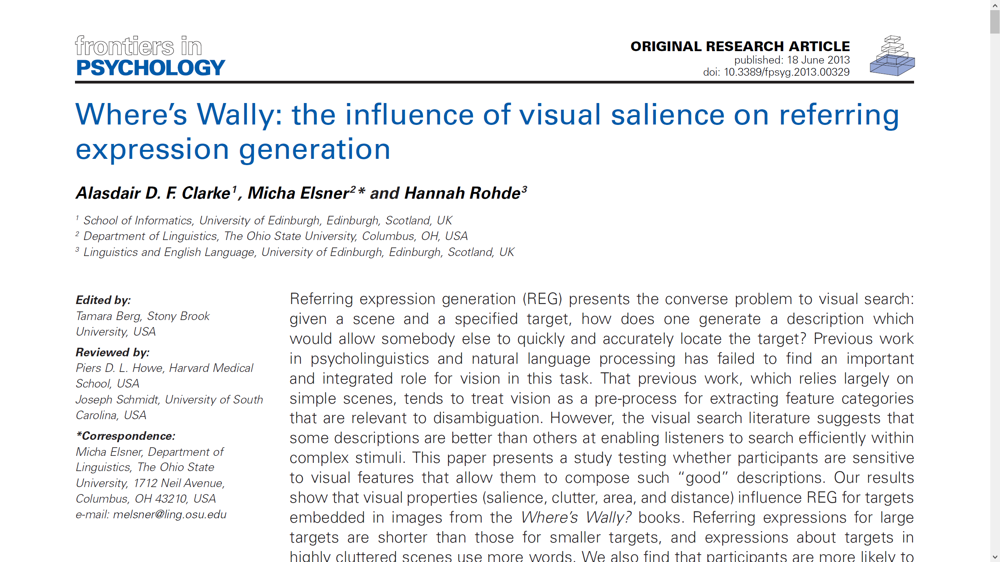 frontiers in
PSYCHOLOGY
ORIGINAL RESEARCH ARTICLE
published: 18 June 2013
doi: 10.3389/fpsyg.2013.00329
Where’s Wally: the influence of visual salience on referring
expression generation
Alasdair D. F. Clarke1, Micha Elsner2* and Hannah Rohde3
1 School of Informatics, University of Edinburgh, Edinburgh, Scotland, UK
2 Department of Linguistics, The Ohio State University, Columbus, OH, USA
3 Linguistics and English Language, University of Edinburgh, Edinburgh, Scotland, UK
Edited by:
Tamara Berg, Stony Brook
University, USA
Reviewed by:
Piers D. L. Howe, Harvard Medical
School, USA
Joseph Schmidt, University of South
Carolina, USA
*Correspondence:
Micha Elsner, Department of
Linguistics, The Ohio State
University, 1712 Neil Avenue,
Columbus, OH 43210, USA
e-mail: melsner@ling.osu.edu
Referring expression generation (REG) presents the converse problem to visual search:
given a scene and a specified target, how does one generate a description which
would allow somebody else to quickly and accurately locate the target? Previous work
in psycholinguistics and natural language processing has failed to find an important
and integrated role for vision in this task. That previous work, which relies largely on
simple scenes, tends to treat vision as a pre-process for extracting feature categories
that are relevant to disambiguation. However, the visual search literature suggests that
some descriptions are better than others at enabling listeners to search efficiently within
complex stimuli. This paper presents a study testing whether participants are sensitive
to visual features that allow them to compose such “good” descriptions. Our results
show that visual properties (salience, clutter, area, and distance) influence REG for targets
embedded in images from the Where’s Wally? books. Referring expressions for large
targets are shorter than those for smaller targets, and expressions about targets in
highly cluttered scenes use more words. We also find that participants are more likely to